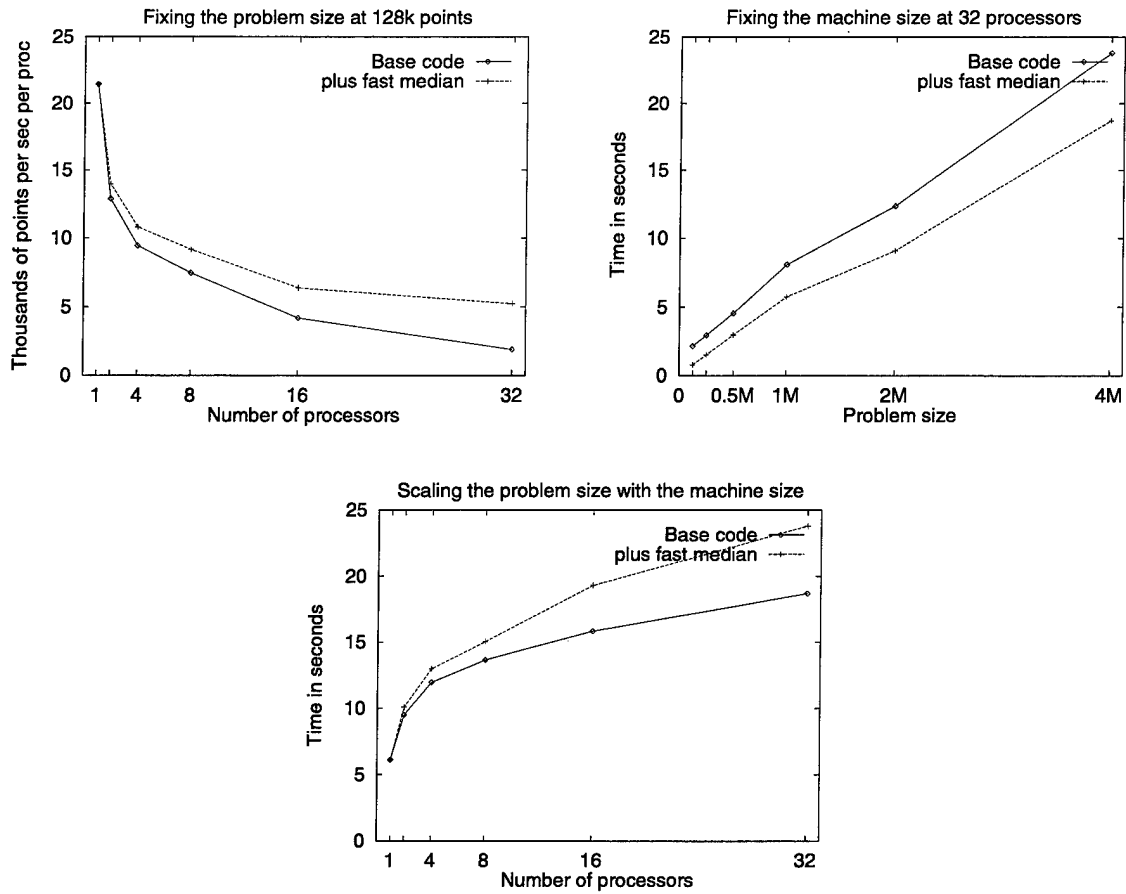 Fixing the problem size at 128k points
Thousands of points per sec per proc
25
20
15
10
5
0
Base code
plus fast median
1 4 8 16 32
Number of processors
Fixing the machine size at 32 processors
Time in seconds
25
20
15
10
5
0
Base code
plus fast median
0 0.5M 1M 2M 4M
Problem size
Scaling the problem size with the machine size
Time in seconds
25
20
15
10
5
0
Base code
plus fast median
1 4 8 16 32
Number of processors